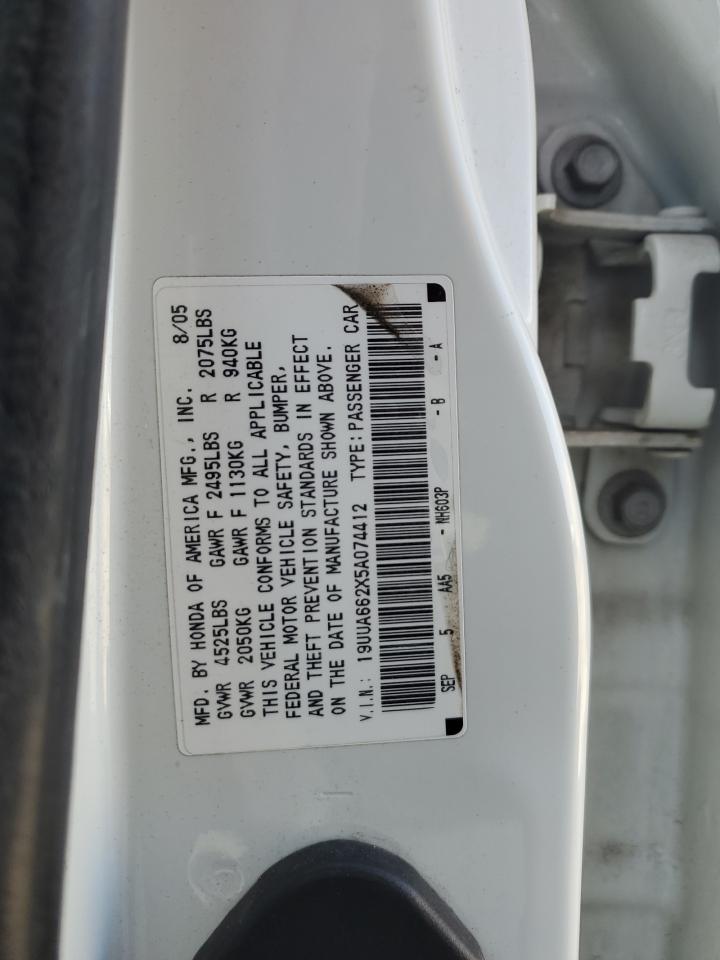 MFD. BY HONDA OF AMERICA MFG., INC. 8/05
GVWR 4525LBS GAWR F 2495LBS R 2075LBS
GVWR 2050KG GAWR F 1130KG R 940KG
THIS VEHICLE CONFORMS TO ALL APPLICABLE
FEDERAL MOTOR VEHICLE SAFETY, BUMPER,
AND THEFT PREVENTION STANDARDS IN EFFECT
ON THE DATE OF MANUFACTURE SHOWN ABOVE.
V.I.N.: 19UUA662X5A074412 TYPE:PASSENGER CAR
SEP 5 AA5 - NH603P - B - A